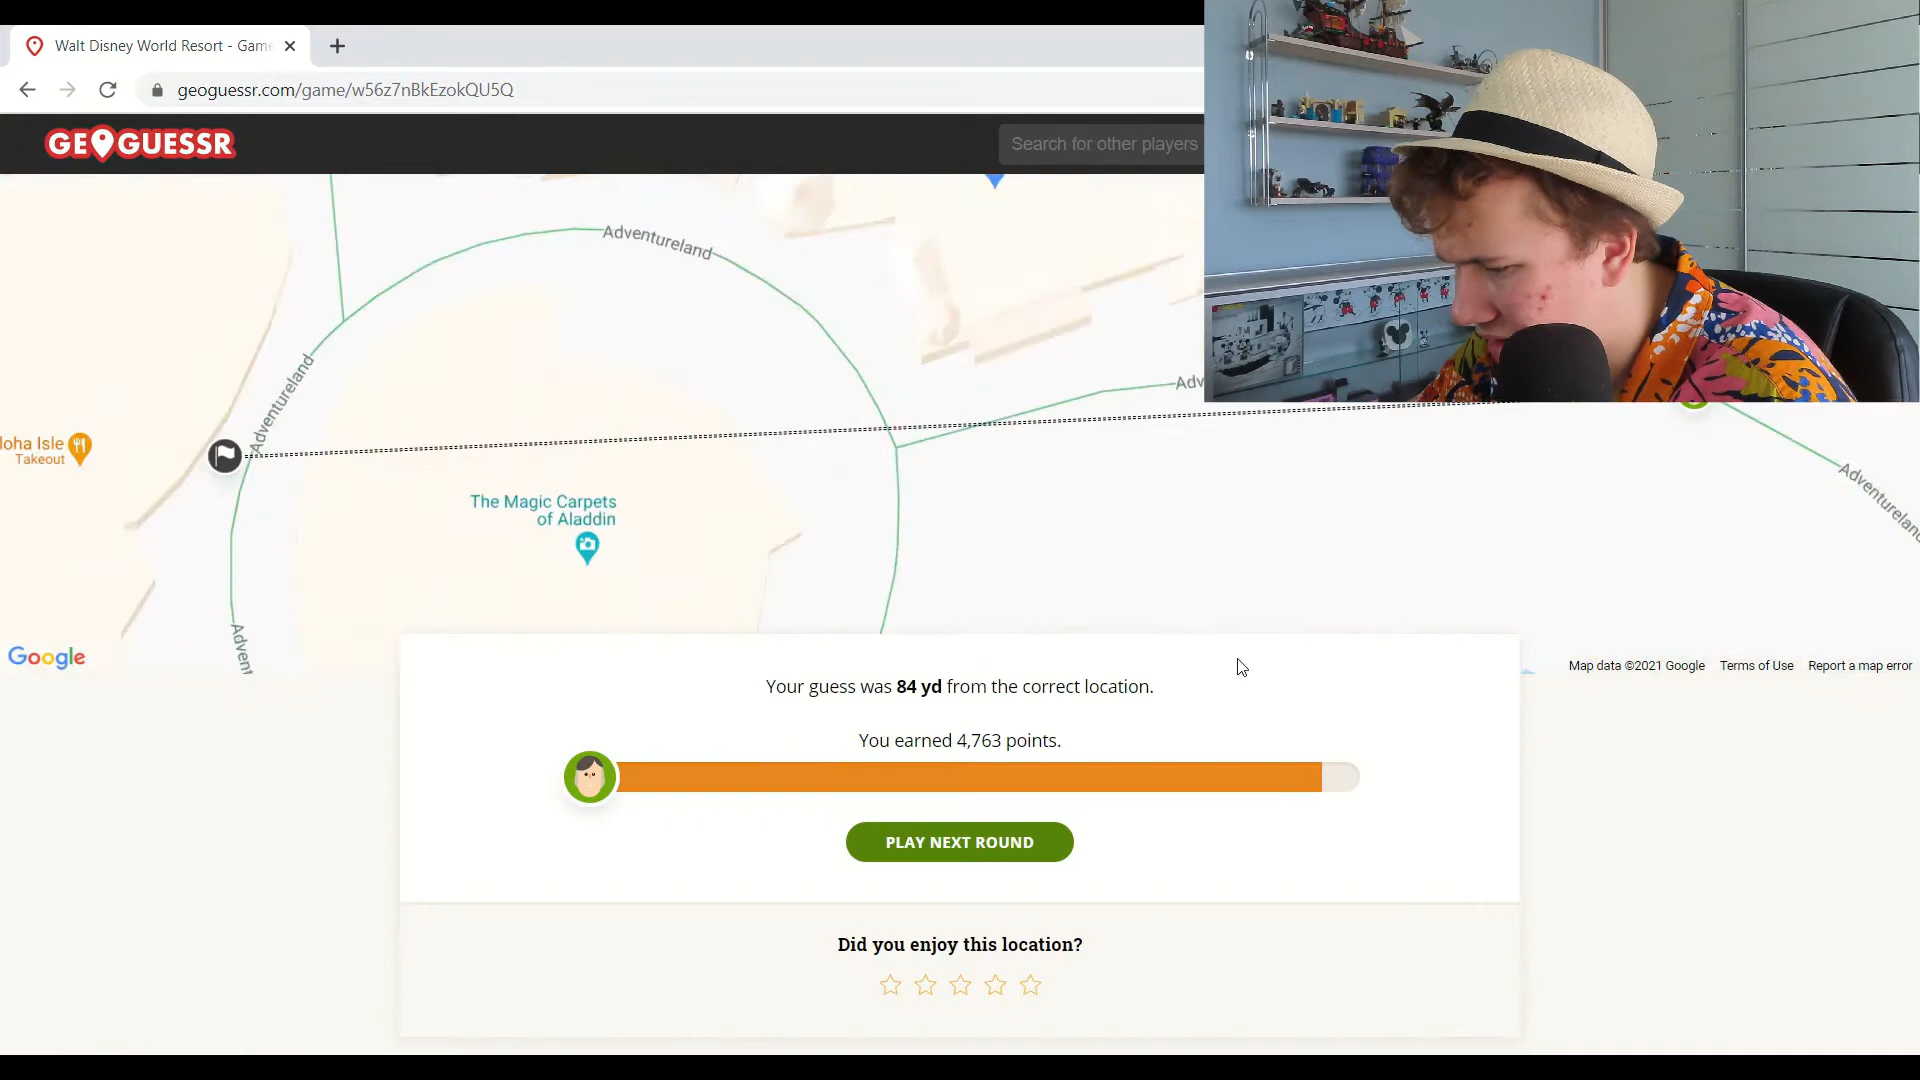 Walt Disney World Resort - Game
geoguessr.com/game/w56z7nBkEzokQU5Q
GEOGUESSR
Search for other players
Adventureland
Adventureland
Adv
loha Isle
Takeout
The Magic Carpets
of Aladdin
Adventureland
Advent
Google
Map data ©2021 Google Terms of Use Report a map error
Your guess was 84 yd from the correct location.
You earned 4,763 points.
PLAY NEXT ROUND
Did you enjoy this location?